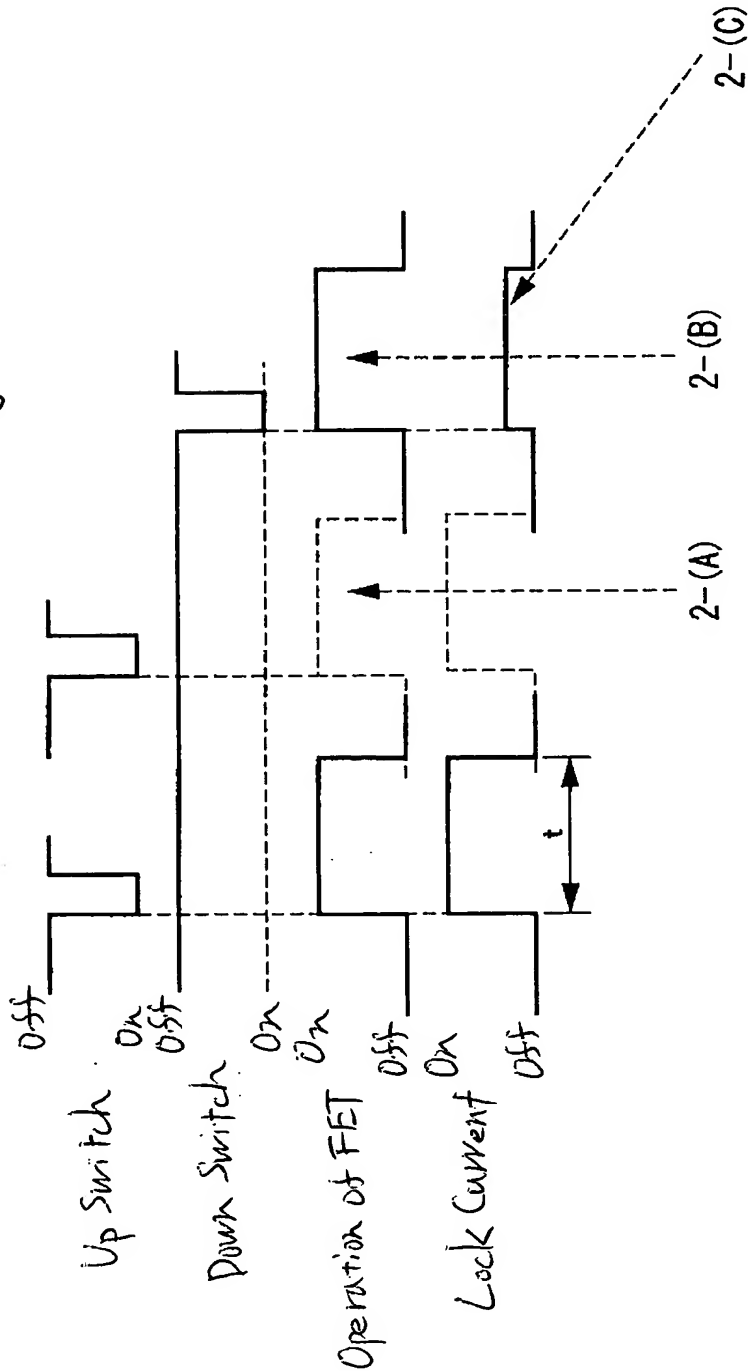 Up Switch
Off
On
Down Switch
Off
On
Operation of FET
On
Off
Lock Current
On
Off
t
2-(A)
2-(B)
2-(C)